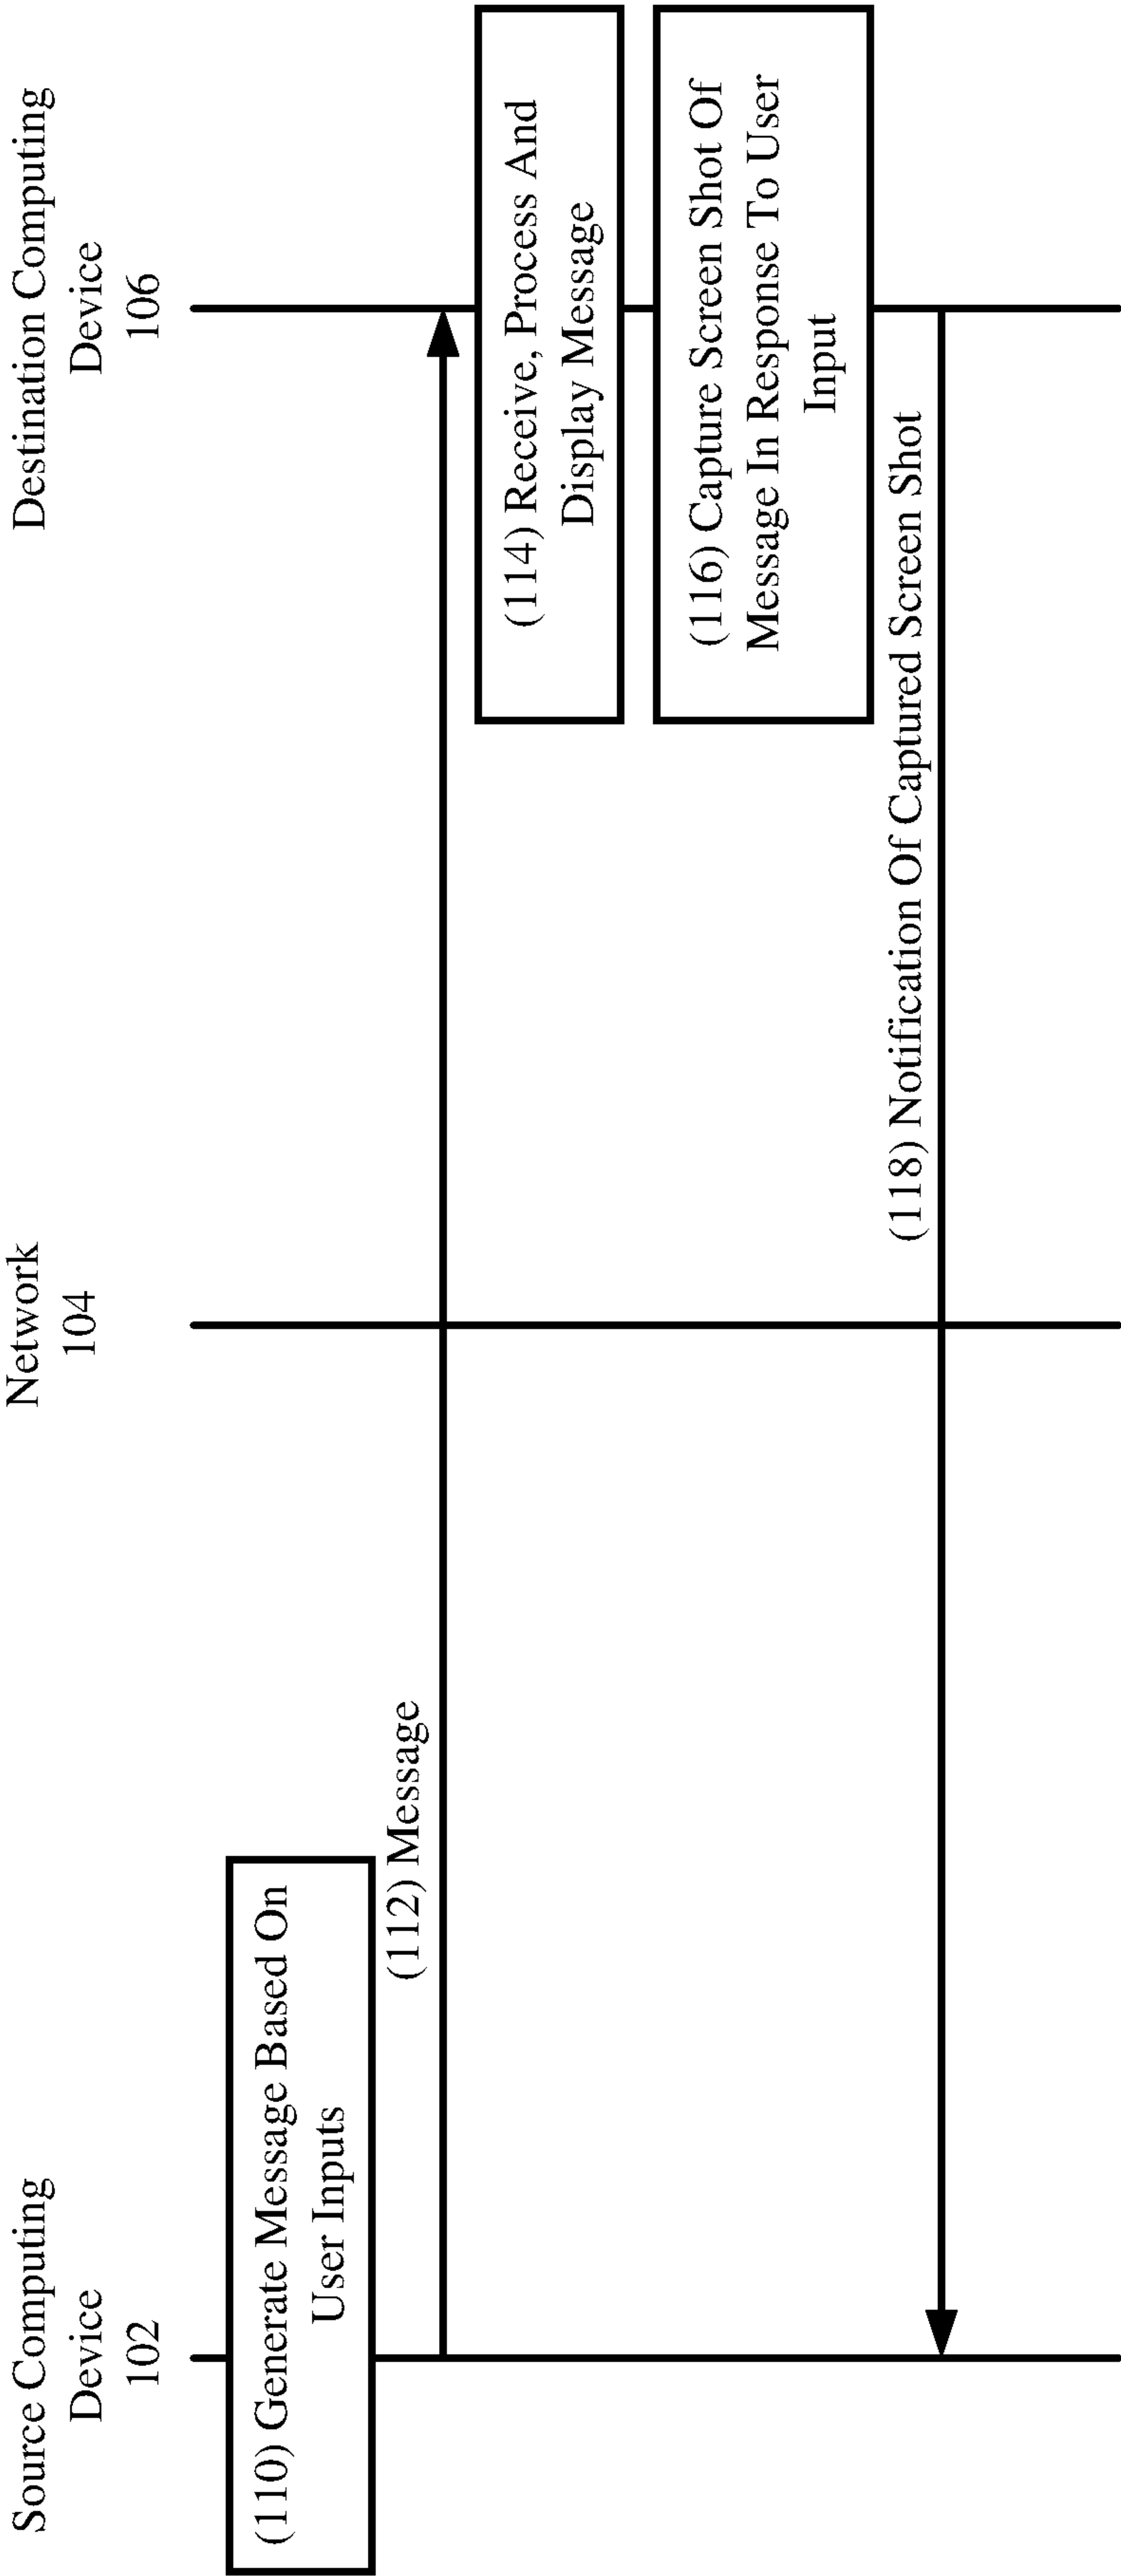 Source Computing
Device
102
Network
104
Destination Computing
Device
106
(110) Generate Message Based On
User Inputs
(112) Message
(114) Receive, Process And
Display Message
(116) Capture Screen Shot Of
Message In Response To User
Input
(118) Notification Of Captured Screen Shot